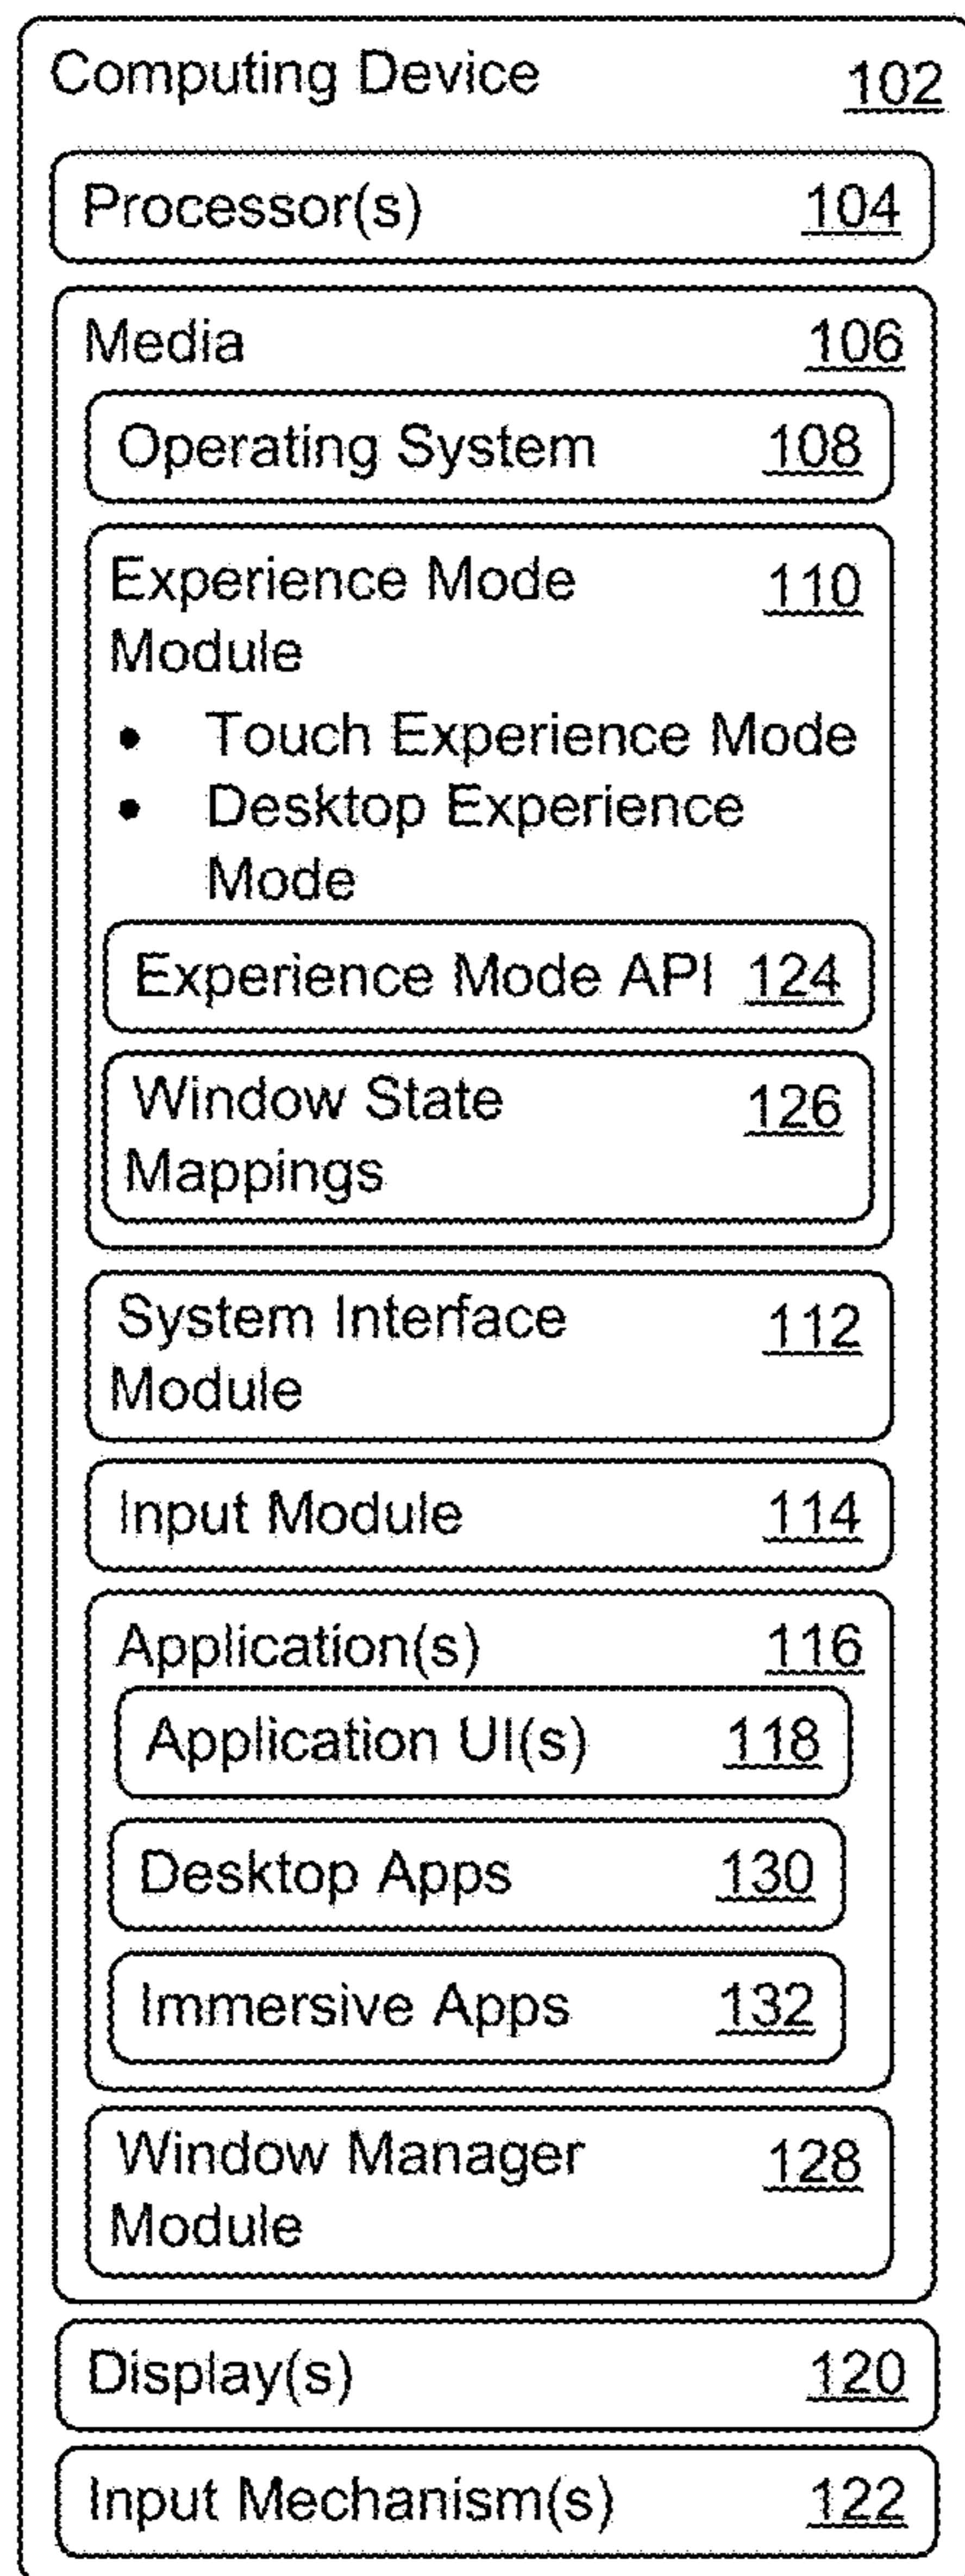 Computing Device 102
Processor(s) 104
Media 106
Operating System 108
Experience Mode 110
Module
• Touch Experience Mode
• Desktop Experience
Mode
Experience Mode API 124
Window State 126
Mappings
System Interface 112
Module
Input Module 114
Application(s) 116
Application UI(s) 118
Desktop Apps 130
Immersive Apps 132
Window Manager 128
Module
Display(s) 120
Input Mechanism(s) 122